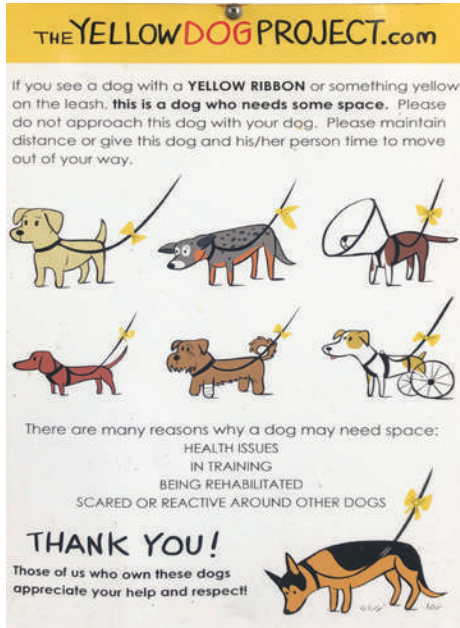 THE YELLOW DOG PROJECT.com
If you see a dog with a YELLOW RIBBON or something yellow
on the leash, this is a dog who needs some space. Please
do not approach this dog with your dog. Please maintain
distance or give this dog and his/her person time to move
out of your way.
There are many reasons why a dog may need space:
HEALTH ISSUES
IN TRAINING
BEING REHABILITATED
SCARED OR REACTIVE AROUND OTHER DOGS
THANK YOU!
Those of us who own these dogs
appreciate your help and respect!